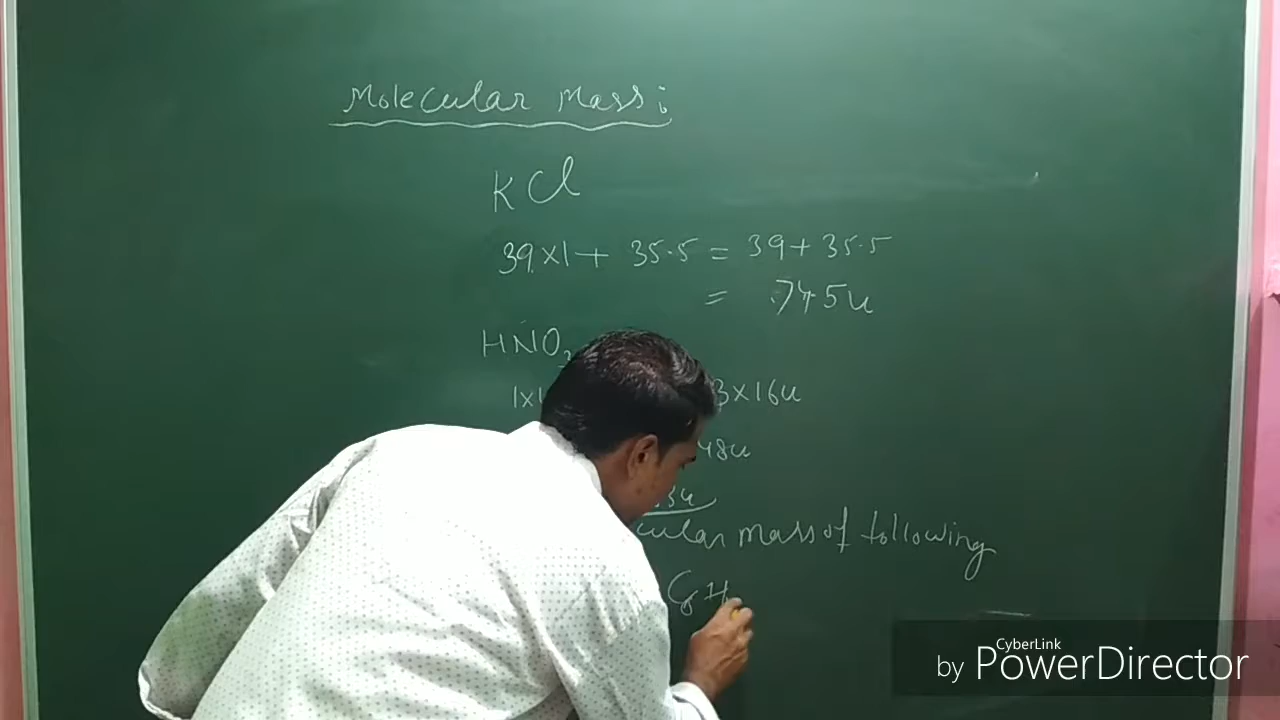 Molecular Mass:
KCl
39×1+ 35.5 = 39+ 35.5
= 74.5u
HNO3
1×1 3×16u
48u
3u
cular mass of following
C H
CyberLink
by PowerDirector